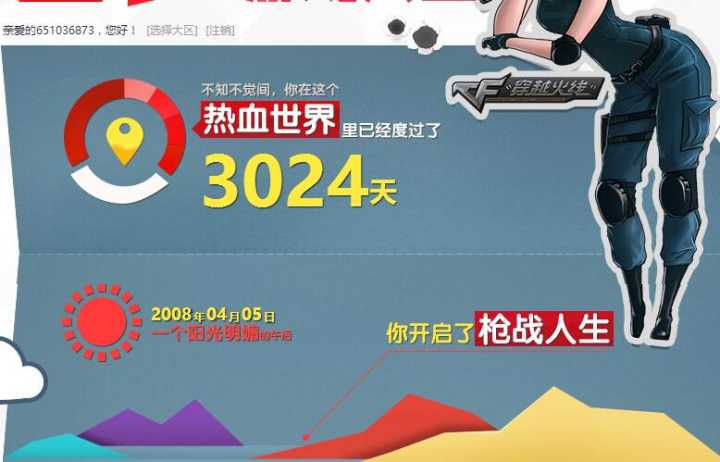 亲爱的651036873，您好！ [选择大区] [注销]
不知不觉间，你在这个
热血世界里已经度过了
3024天
CF 穿越火线
2008年04月05日
一个阳光明媚的午后
你开启了枪战人生